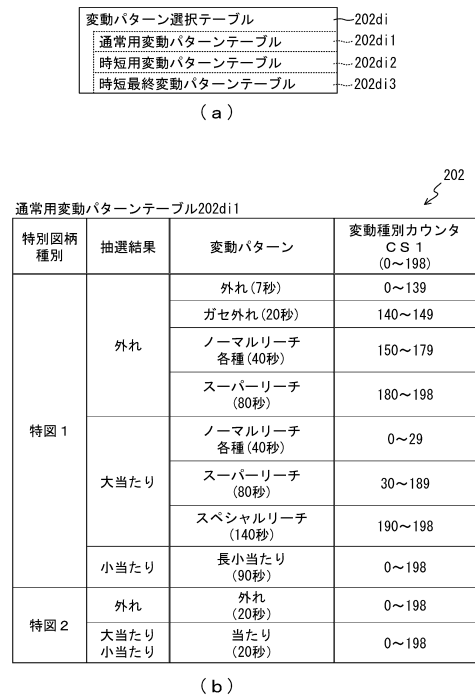 変動パターン選択テーブル 202di
通常用変動パターンテーブル 202di1
時短用変動パターンテーブル 202di2
時短最終変動パターンテーブル 202di3
(a)
202
通常用変動パターンテーブル202di1
特別図柄
種別
抽選結果
変動パターン
変動種別カウンタ
CS1
(0～198)
特図1
外れ
外れ(7秒)
0～139
ガセ外れ(20秒)
140～149
ノーマルリーチ
各種(40秒)
150～179
スーパーリーチ
(80秒)
180～198
大当たり
ノーマルリーチ
各種(40秒)
0～29
スーパーリーチ
(80秒)
30～189
スペシャルリーチ
(140秒)
190～198
小当たり
長小当たり
(90秒)
0～198
特図2
外れ
外れ
(20秒)
0～198
大当たり
小当たり
当たり
(20秒)
0～198
(b)